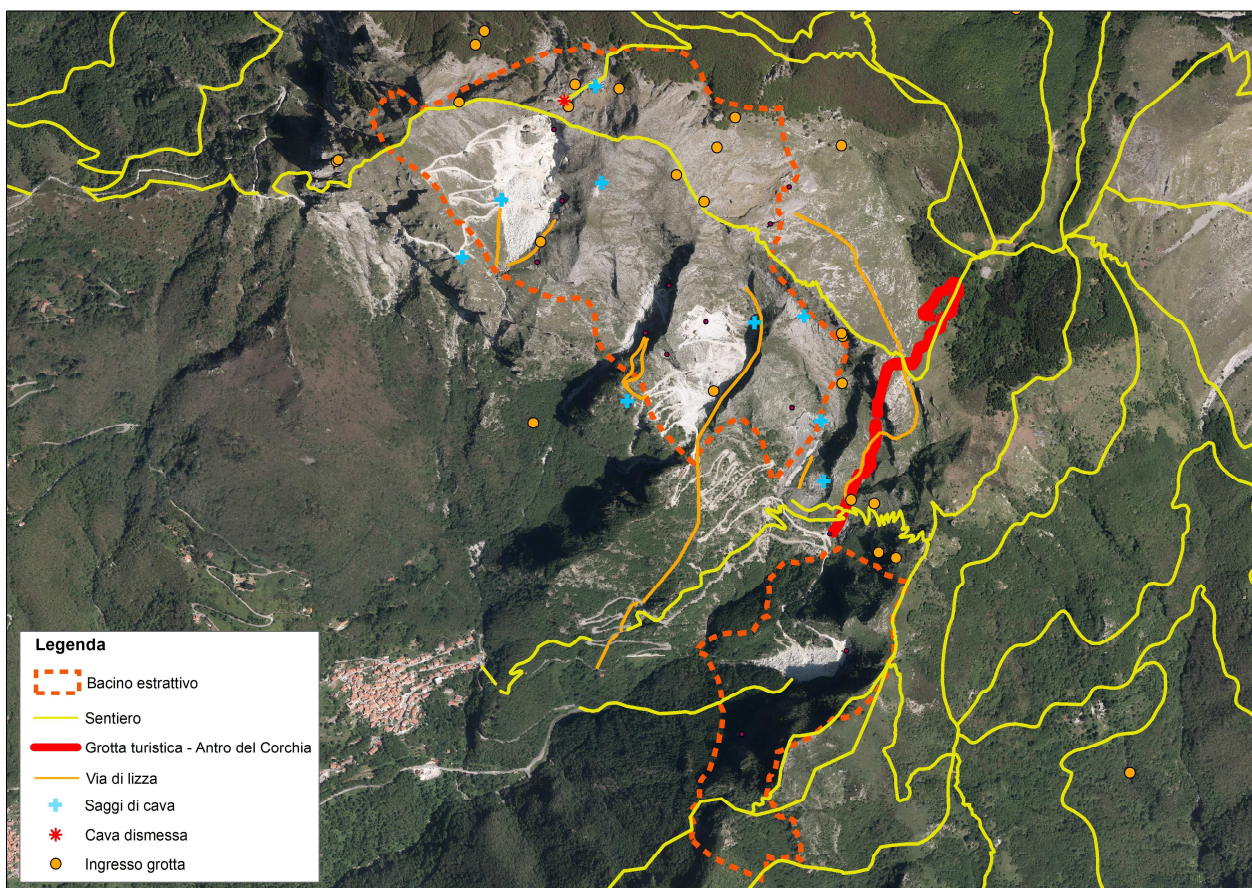 Legenda
Bacino estrattivo
Sentiero
Grotta turistica - Antro del Corchia
Via di lizza
Saggi di cava
Cava dismessa
Ingresso grotta